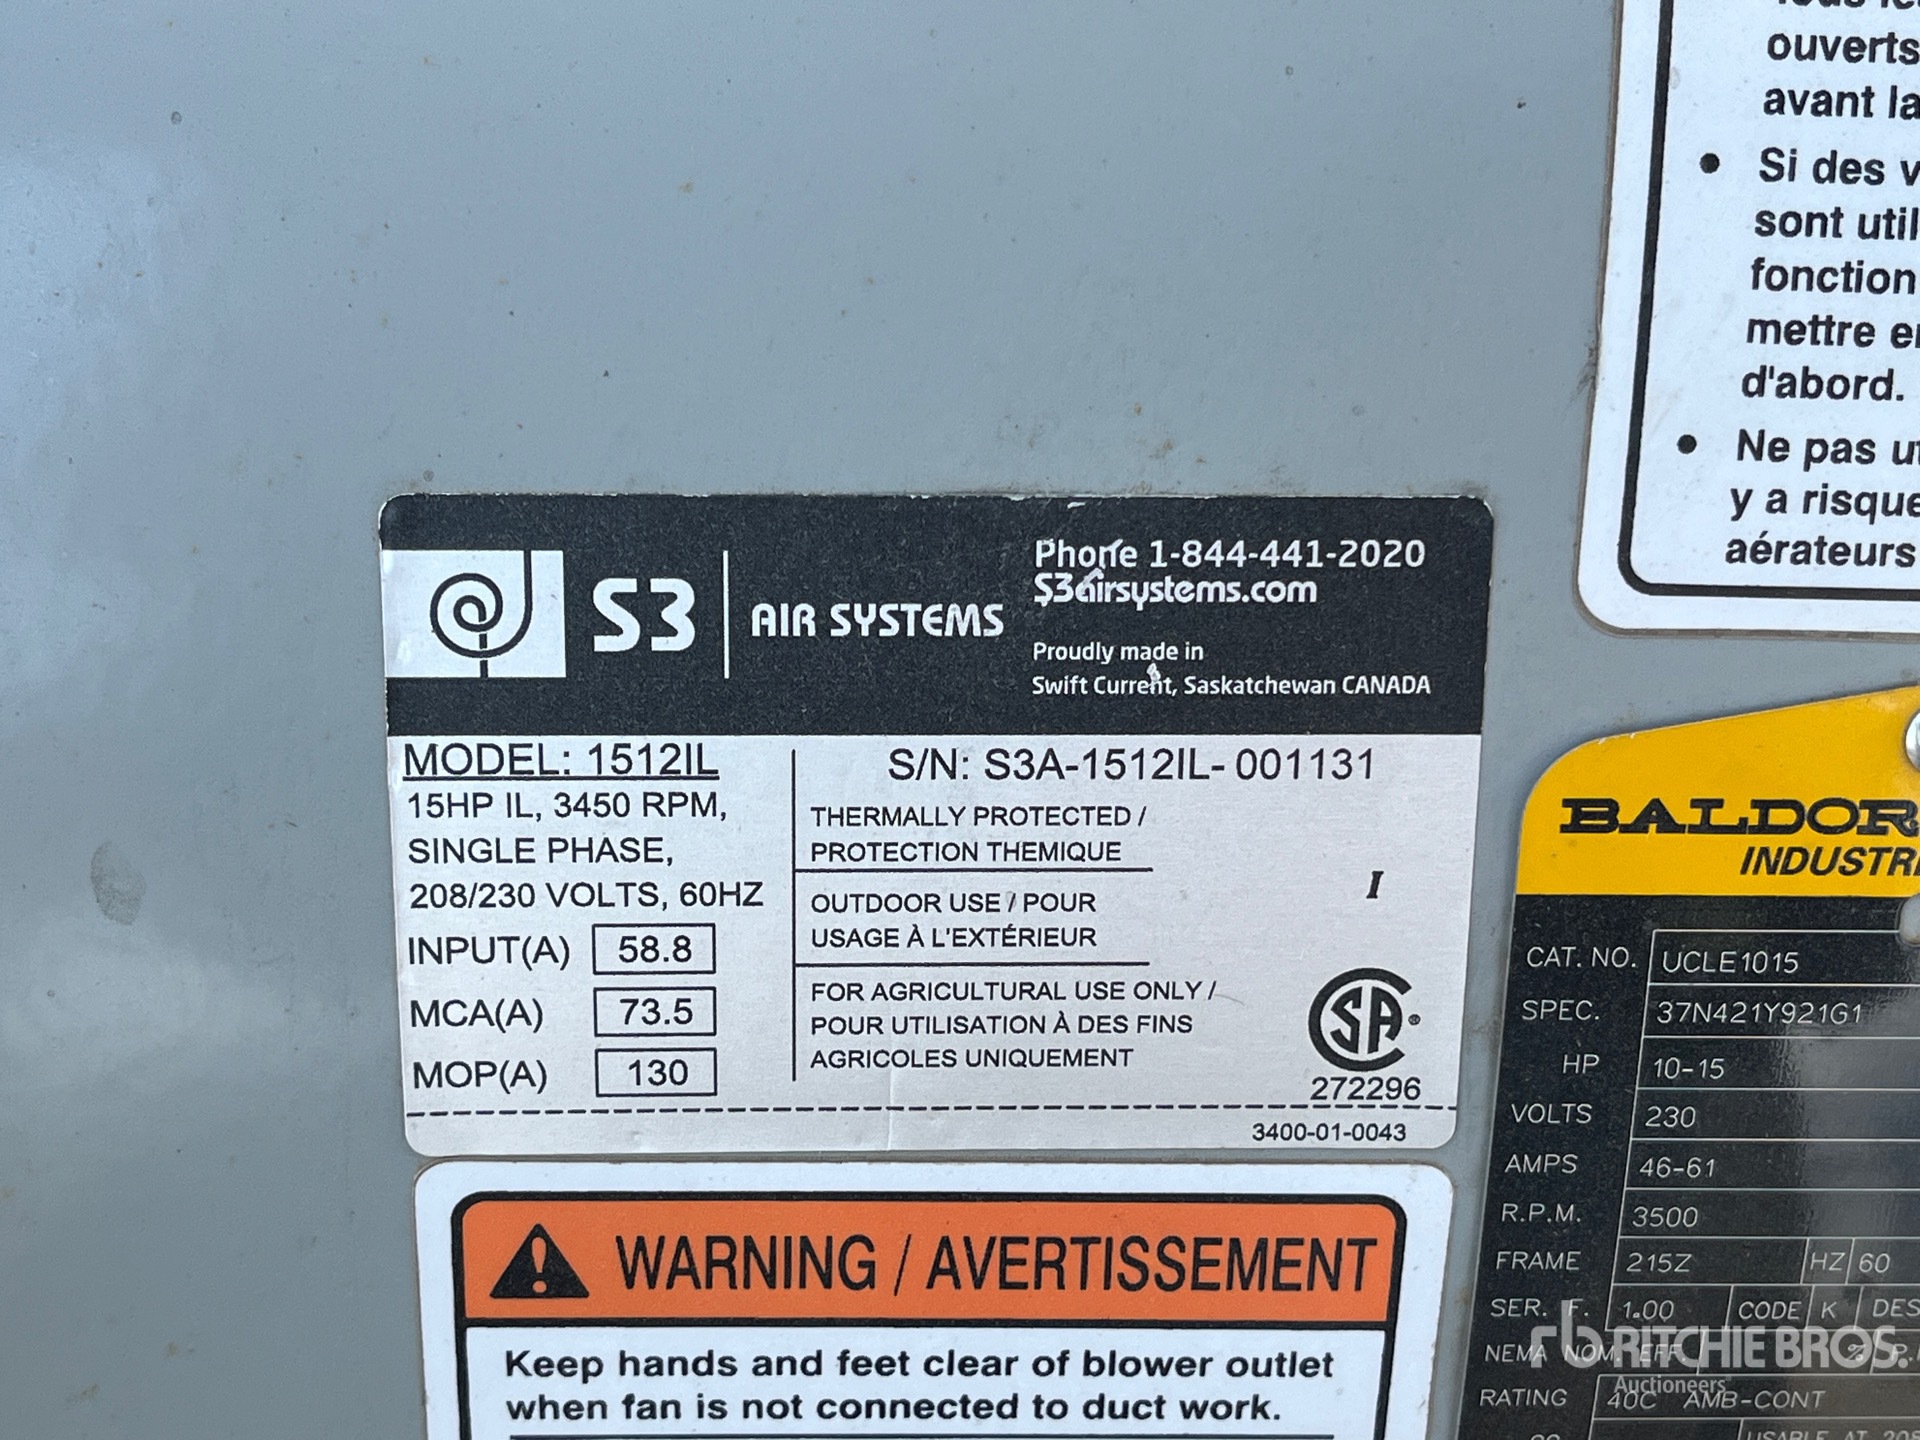 ouverts
avant la
• Si des
sont
fonction
mettre
d'abord.
• Ne pas
y a risque
aérateurs
S3 AIR SYSTEMS
Phone 1-844-441-2020
S3airsystems.com
Proudly made in
Swift Current, Saskatchewan CANADA
MODEL: 1512IL
15HP IL, 3450 RPM,
SINGLE PHASE,
208/230 VOLTS, 60HZ
INPUT(A) 58.8
MCA(A) 73.5
MOP(A) 130
S/N: S3A-1512IL- 001131
THERMALLY PROTECTED /
PROTECTION THEMIQUE
OUTDOOR USE / POUR
USAGE À L'EXTÉRIEUR
FOR AGRICULTURAL USE ONLY /
POUR UTILISATION À DES FINS
AGRICOLES UNIQUEMENT
I
CSA ®
272296
3400-01-0043
WARNING / AVERTISSEMENT
Keep hands and feet clear of blower outlet
when fan is not connected to duct work.
BALDOR
INDUSTRI
CAT. NO. UCLE1015
SPEC. 37N421Y921G1
HP 10-15
VOLTS 230
AMPS 46-61
R.P.M. 3500
FRAME 215Z HZ 60
SER. F. 1.00 CODE K DES
NEMA NOM. EFF. %
RATING 40C AMB-CONT
USABLE AT
rb RITCHIE BROS.
Auctioneers